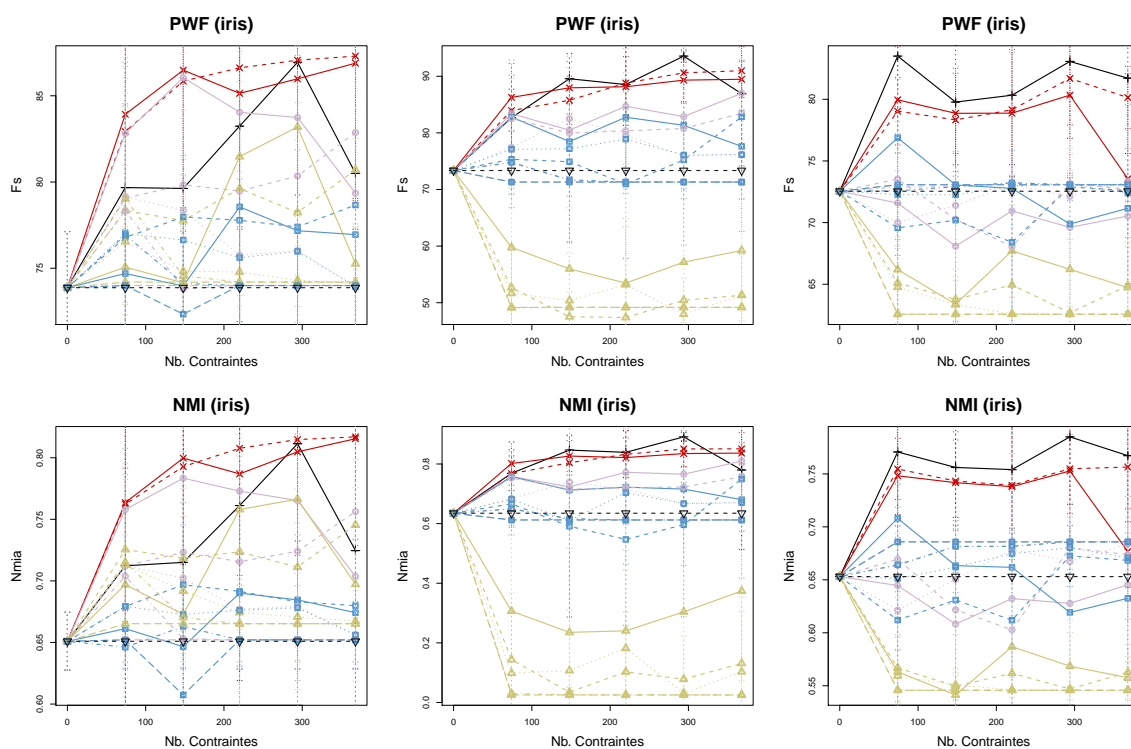 PWF (iris)
85
80
75
Fs
0 100 200 300
Nb. Contraintes
PWF (iris)
90
80
70
60
50
Fs
0 100 200 300
Nb. Contraintes
PWF (iris)
80
75
70
65
Fs
0 100 200 300
Nb. Contraintes
NMI (iris)
0.80
0.75
0.70
0.65
0.60
Nmia
0 100 200 300
Nb. Contraintes
NMI (iris)
0.8
0.6
0.4
0.2
0.0
Nmia
0 100 200 300
Nb. Contraintes
NMI (iris)
0.75
0.70
0.65
0.60
0.55
Nmia
0 100 200 300
Nb. Contraintes